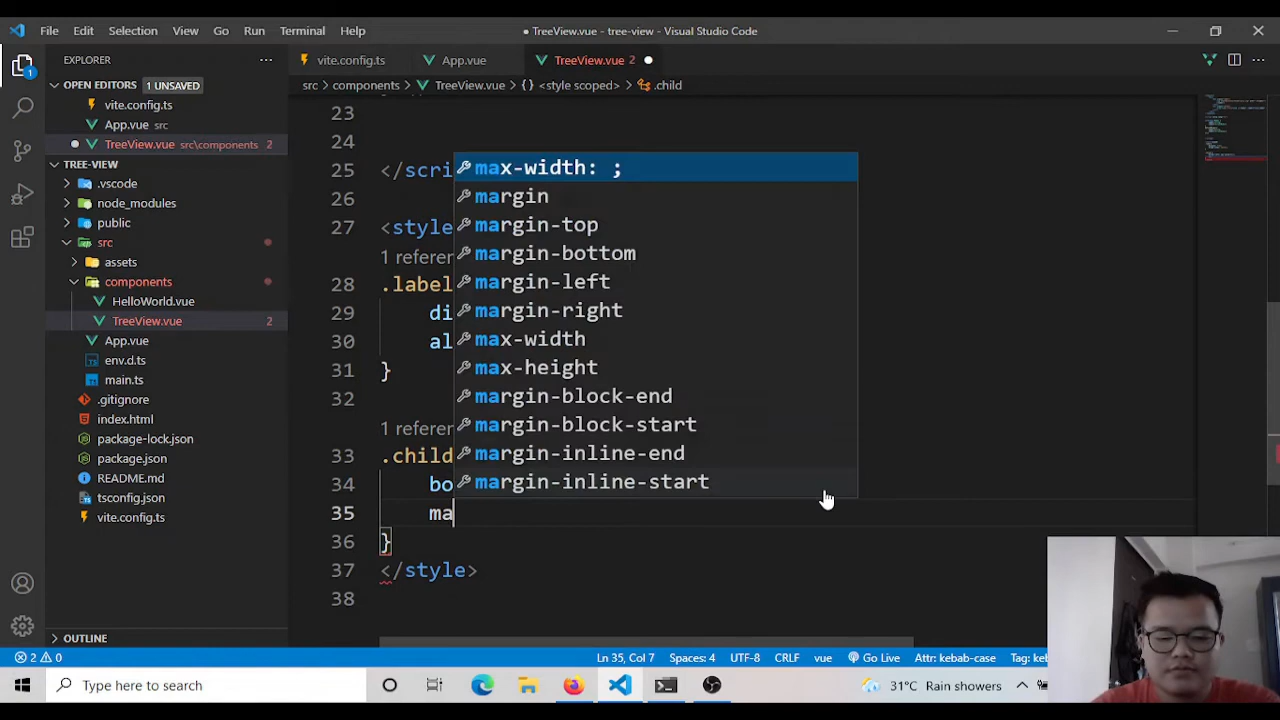 File Edit Selection View Go Run Terminal Help
● TreeView.vue - tree-view - Visual Studio Code
EXPLORER
OPEN EDITORS 1 UNSAVED
vite.config.ts
App.vue src
TreeView.vue src\components 2
TREE-VIEW
.vscode
node_modules
public
src
assets
components
HelloWorld.vue
TreeView.vue 2
App.vue
env.d.ts
main.ts
.gitignore
index.html
package-lock.json
package.json
README.md
tsconfig.json
vite.config.ts
OUTLINE
vite.config.ts App.vue TreeView.vue 2
src > components > TreeView.vue > {} <style scoped> > .child
23
24
25 </scri
26
27 <style
1 referen
28 .label
29 di
30 al
31 }
32
1 referen
33 .child
34 bo
35 ma
36 }
37 </style>
38
max-width: ;
margin
margin-top
margin-bottom
margin-left
margin-right
max-width
max-height
margin-block-end
margin-block-start
margin-inline-end
margin-inline-start
1
2 0 Ln 35, Col 7 Spaces: 4 UTF-8 CRLF vue Go Live Attr: kebab-case Tag: keb
Type here to search 31°C Rain showers